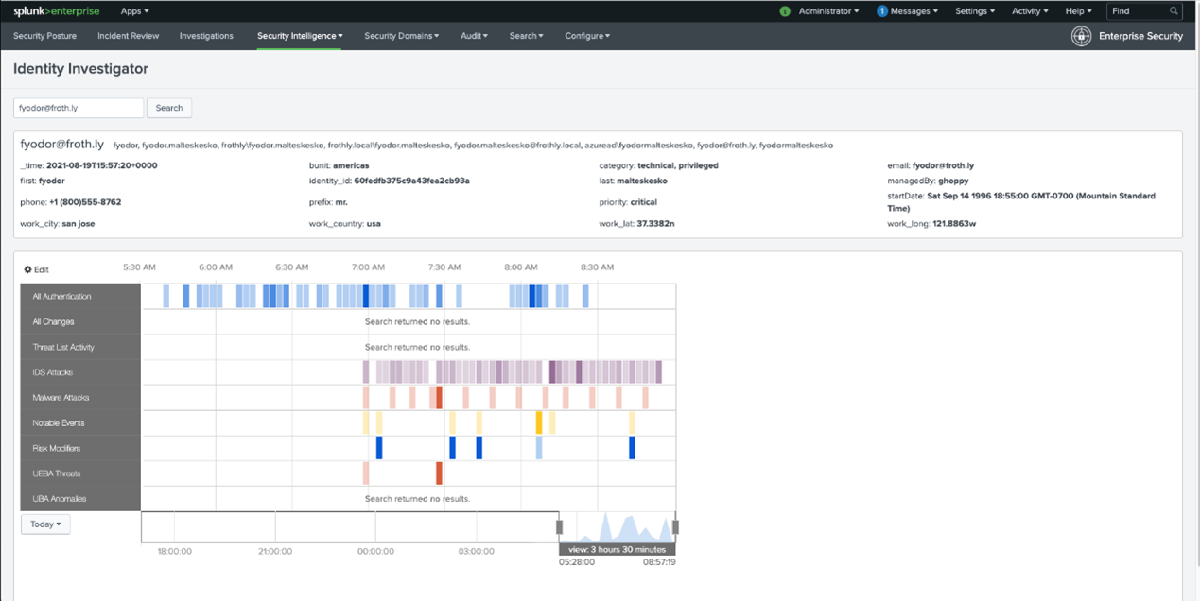 splunk>enterprise Apps Administrator 1 Messages Settings Activity Help Find
Security Posture Incident Review Investigations Security Intelligence Security Domains Audit Search Configure Enterprise Security
Identity Investigator
fyodor@froth.ly Search
fyodor@froth.ly fyodor, fyodor.malteskesko, frothly\fyodor.malteskesko, frothly.local\fyodor.malteskesko, fyodor.malteskesko@frothly.local, azuread\fyodormalteskesko, fyodor@froth.ly, fyodormalteskesko
_time: 2021-08-19T15:57:20+0000 bunit: americas category: technical, privileged email: fyodor@froth.ly
first: fyodor identity_id: 60fedfb375c9a43fea2cb93a last: malteskesko managedBy: ghoppy
phone: +1 (800)555-8762 prefix: mr. priority: critical startDate: Sat Sep 14 1996 18:55:00 GMT-0700 (Mountain Standard
Time)
work_city: san jose work_country: usa work_lat: 37.3382n work_long: 121.8863w
Edit 5:30 AM 6:00 AM 6:30 AM 7:00 AM 7:30 AM 8:00 AM 8:30 AM
All Authentication
All Changes Search returned no results.
Threat List Activity Search returned no results.
IDS Attacks
Malware Attacks
Notable Events
Risk Modifiers
UEBA Threats
UBA Anomalies Search returned no results.
Today
18:00:00 21:00:00 00:00:00 03:00:00 view: 3 hours 30 minutes
05:28:00 08:57:19